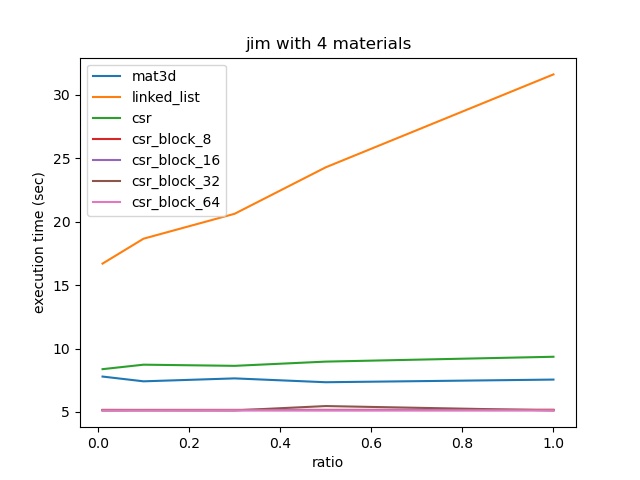 jim with 4 materials
mat3d
linked_list
csr
csr_block_8
csr_block_16
csr_block_32
csr_block_64
execution time (sec)
30
25
20
15
10
5
0.0 0.2 0.4 0.6 0.8 1.0
ratio